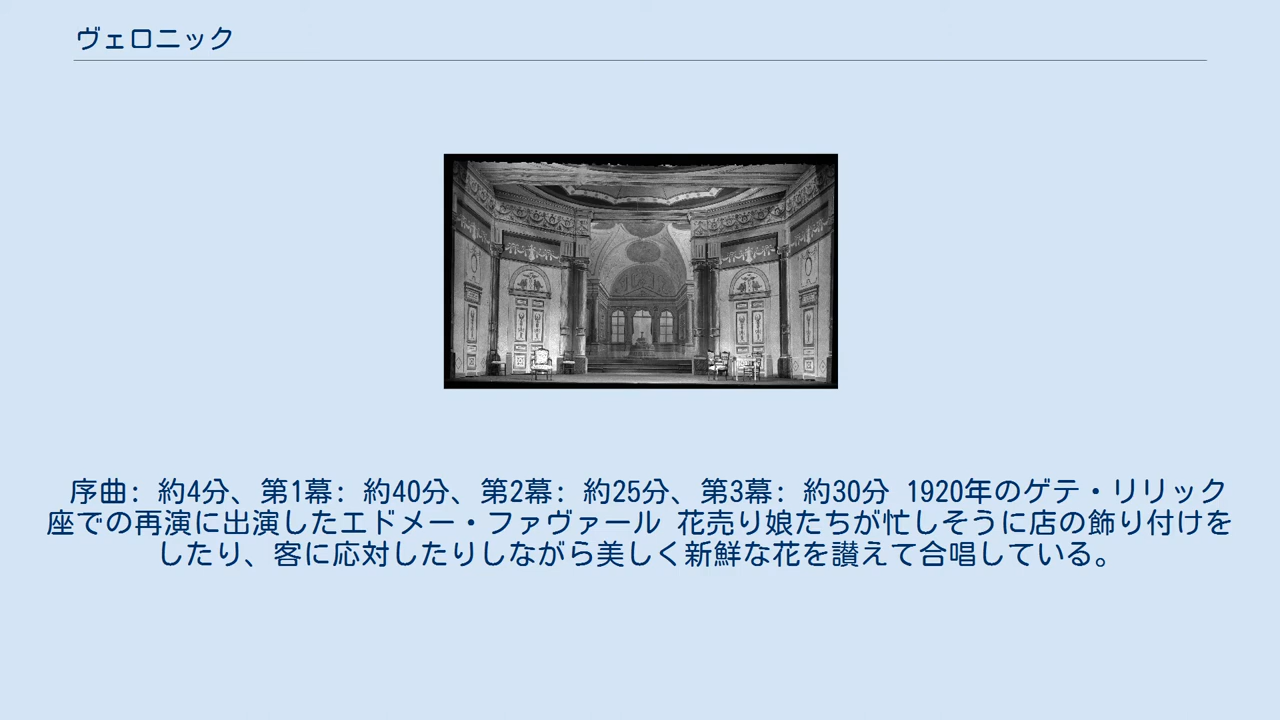 ヴェロニック
序曲: 約4分、第1幕: 約40分、第2幕: 約25分、第3幕: 約30分 1920年のゲテ・リリック
座での再演に出演したエドメー・ファヴァール 花売り娘たちが忙しそうに店の飾り付けを
したり、客に応対したりしながら美しく新鮮な花を讃えて合唱している。